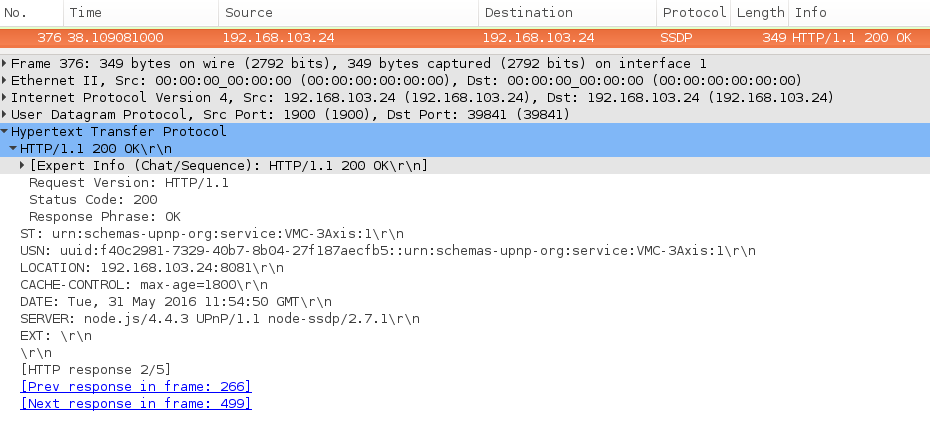 No. Time Source Destination Protocol Length Info
376 38.109081000 192.168.103.24 192.168.103.24 SSDP 349 HTTP/1.1 200 OK
Frame 376: 349 bytes on wire (2792 bits), 349 bytes captured (2792 bits) on interface 1
Ethernet II, Src: 00:00:00_00:00:00 (00:00:00:00:00:00), Dst: 00:00:00_00:00:00 (00:00:00:00:00:00)
Internet Protocol Version 4, Src: 192.168.103.24 (192.168.103.24), Dst: 192.168.103.24 (192.168.103.24)
User Datagram Protocol, Src Port: 1900 (1900), Dst Port: 39841 (39841)
Hypertext Transfer Protocol
HTTP/1.1 200 OK\r\n
[Expert Info (Chat/Sequence): HTTP/1.1 200 OK\r\n]
Request Version: HTTP/1.1
Status Code: 200
Response Phrase: OK
ST: urn:schemas-upnp-org:service:VMC-3Axis:1\r\n
USN: uuid:f40c2981-7329-40b7-8b04-27f187aecfb5::urn:schemas-upnp-org:service:VMC-3Axis:1\r\n
LOCATION: 192.168.103.24:8081\r\n
CACHE-CONTROL: max-age=1800\r\n
DATE: Tue, 31 May 2016 11:54:50 GMT\r\n
SERVER: node.js/4.4.3 UPnP/1.1 node-ssdp/2.7.1\r\n
EXT: \r\n
\r\n
[HTTP response 2/5]
[Prev response in frame: 266]
[Next response in frame: 499]